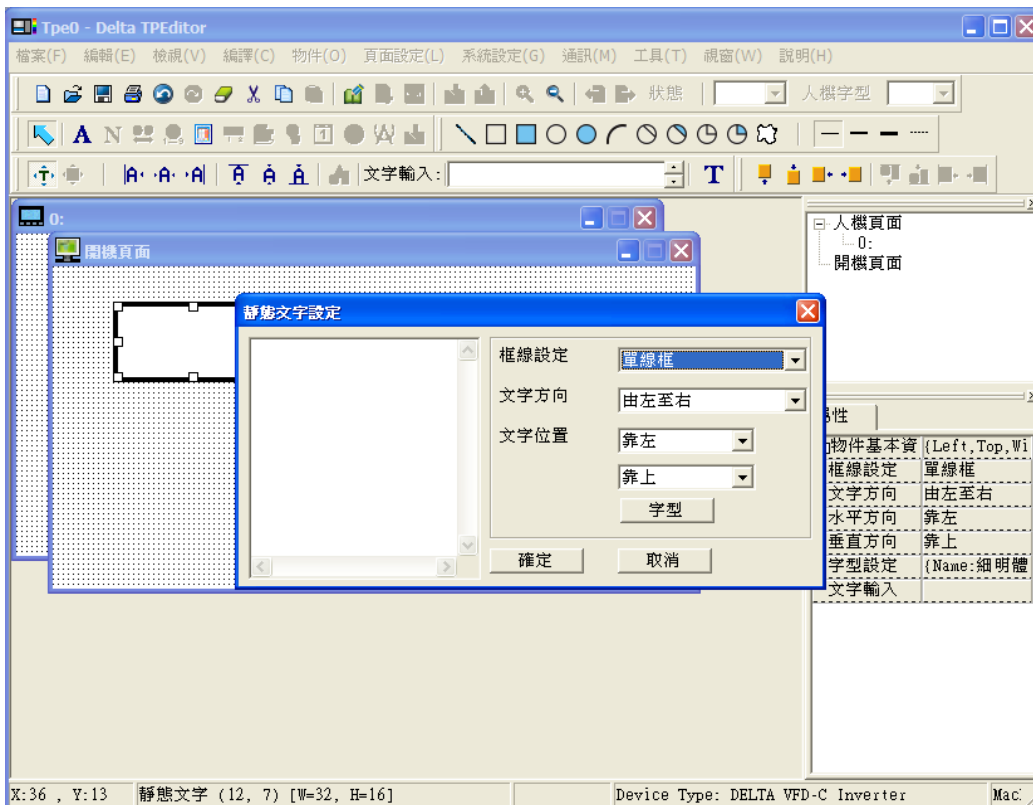 Tpe0 - Delta TPEditor
檔案(F) 編輯(E) 檢視(V) 編譯(C) 物件(O) 頁面設定(L) 系統設定(G) 通訊(M) 工具(T) 視窗(W) 說明(H)
狀態 人機字型
A N
A A A A A A 文字輸入: T
0:
開機頁面
人機頁面
0:
開機頁面
靜態文字設定
框線設定 單線框
文字方向 由左至右
文字位置 靠左
靠上
字型
確定 取消
性
物件基本資 {Left,Top,Wi
框線設定 單線框
文字方向 由左至右
水平方向 靠左
垂直方向 靠上
字型設定 {Name:細明體
文字輸入
X:36 , Y:13 靜態文字 (12, 7) [W=32, H=16] Device Type: DELTA VFD-C Inverter Mac